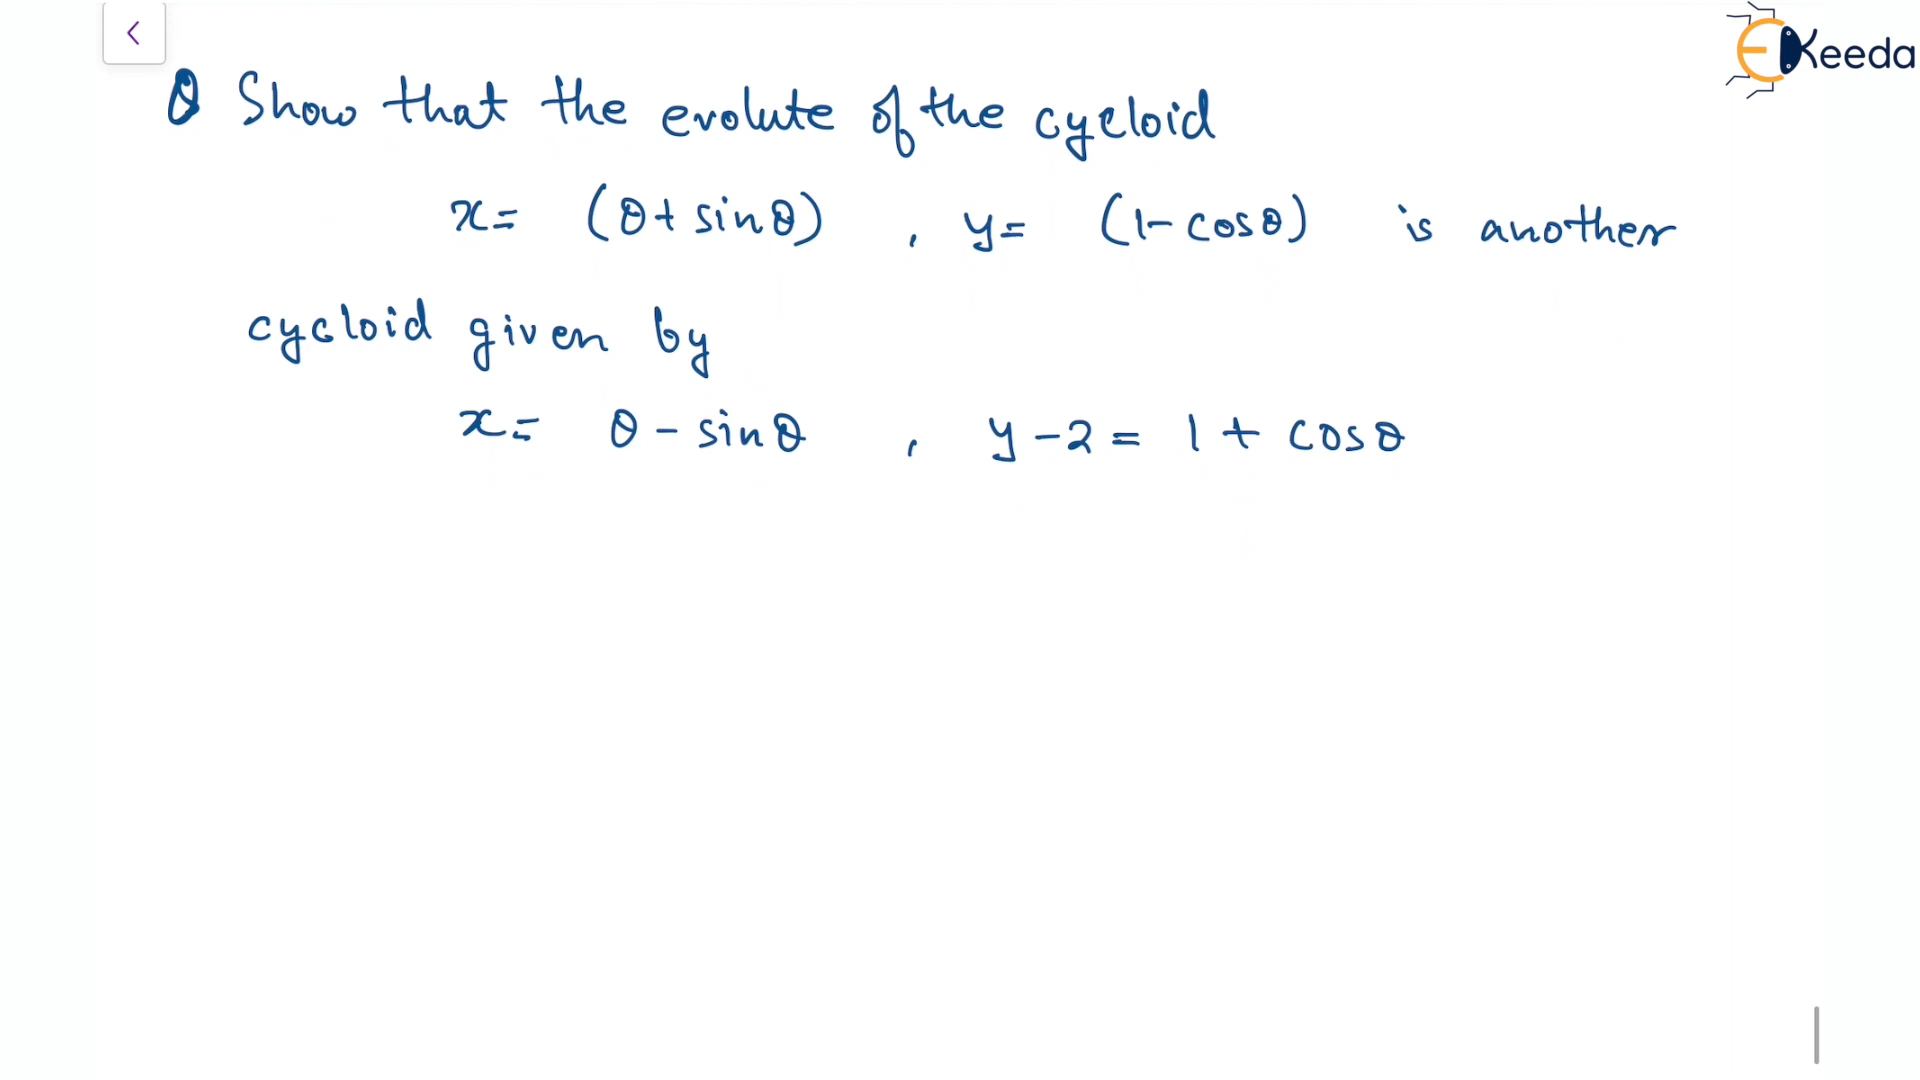 EKeeda
Q Show that the evolute of the cycloid
x= (θ+ sinθ) , y= (1- cosθ) is another
cycloid given by
x= θ - sinθ , y-2 = 1 + cosθ